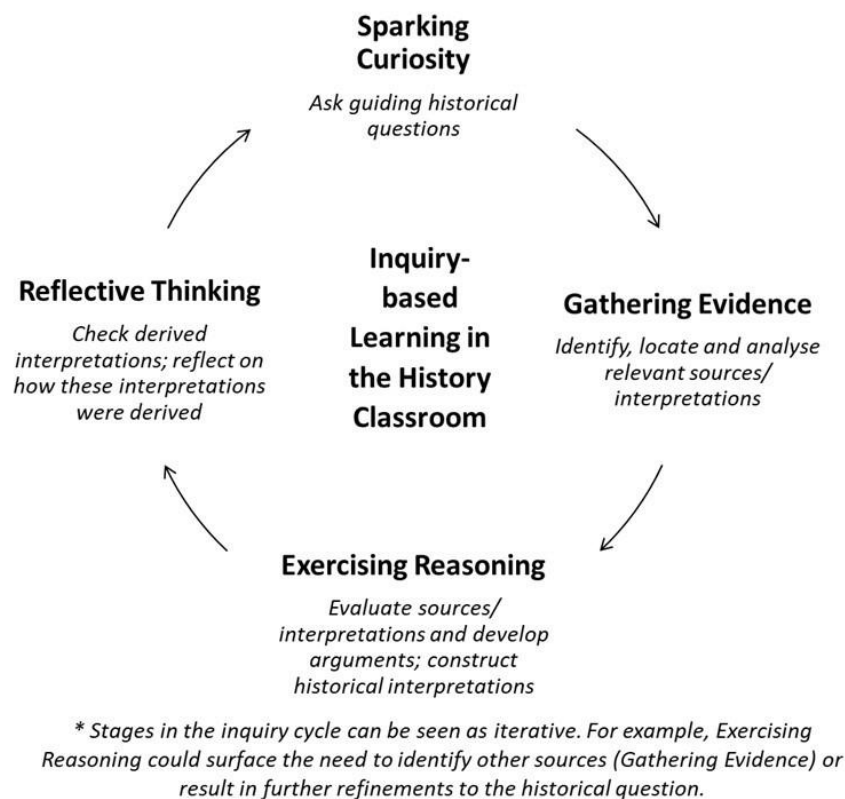 Sparking
Curiosity
Ask guiding historical
questions
Reflective Thinking
Check derived
interpretations; reflect on
how these interpretations
were derived
Inquiry-
based
Learning in
the History
Classroom
Gathering Evidence
Identify, locate and analyse
relevant sources/
interpretations
Exercising Reasoning
Evaluate sources/
interpretations and develop
arguments; construct
historical interpretations
* Stages in the inquiry cycle can be seen as iterative. For example, Exercising
Reasoning could surface the need to identify other sources (Gathering Evidence) or
result in further refinements to the historical question.